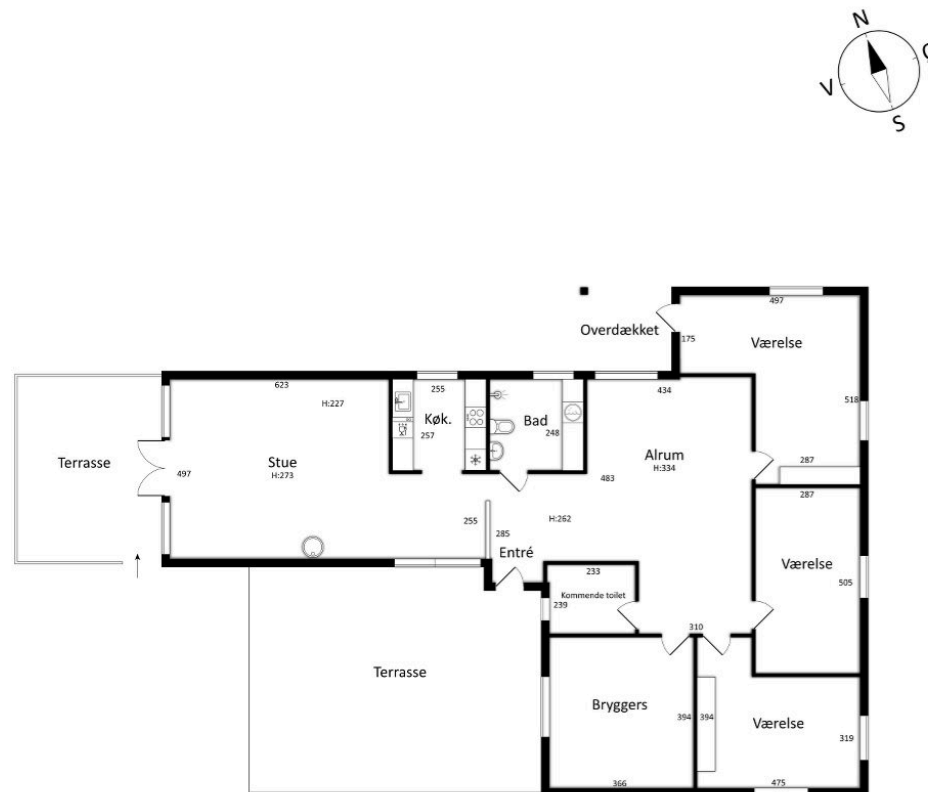 N
Ø
V
S
497
Overdækket
175
Værelse
623
H:227
255
434
518
Køk.
Bad
257
248
Terrasse
497
Stue
H:273
Alrum
H:334
483
287
287
255
285
H:262
Entré
233
Kommende toilet
239
Værelse
505
310
Terrasse
Bryggers
394
394
Værelse
319
366
475